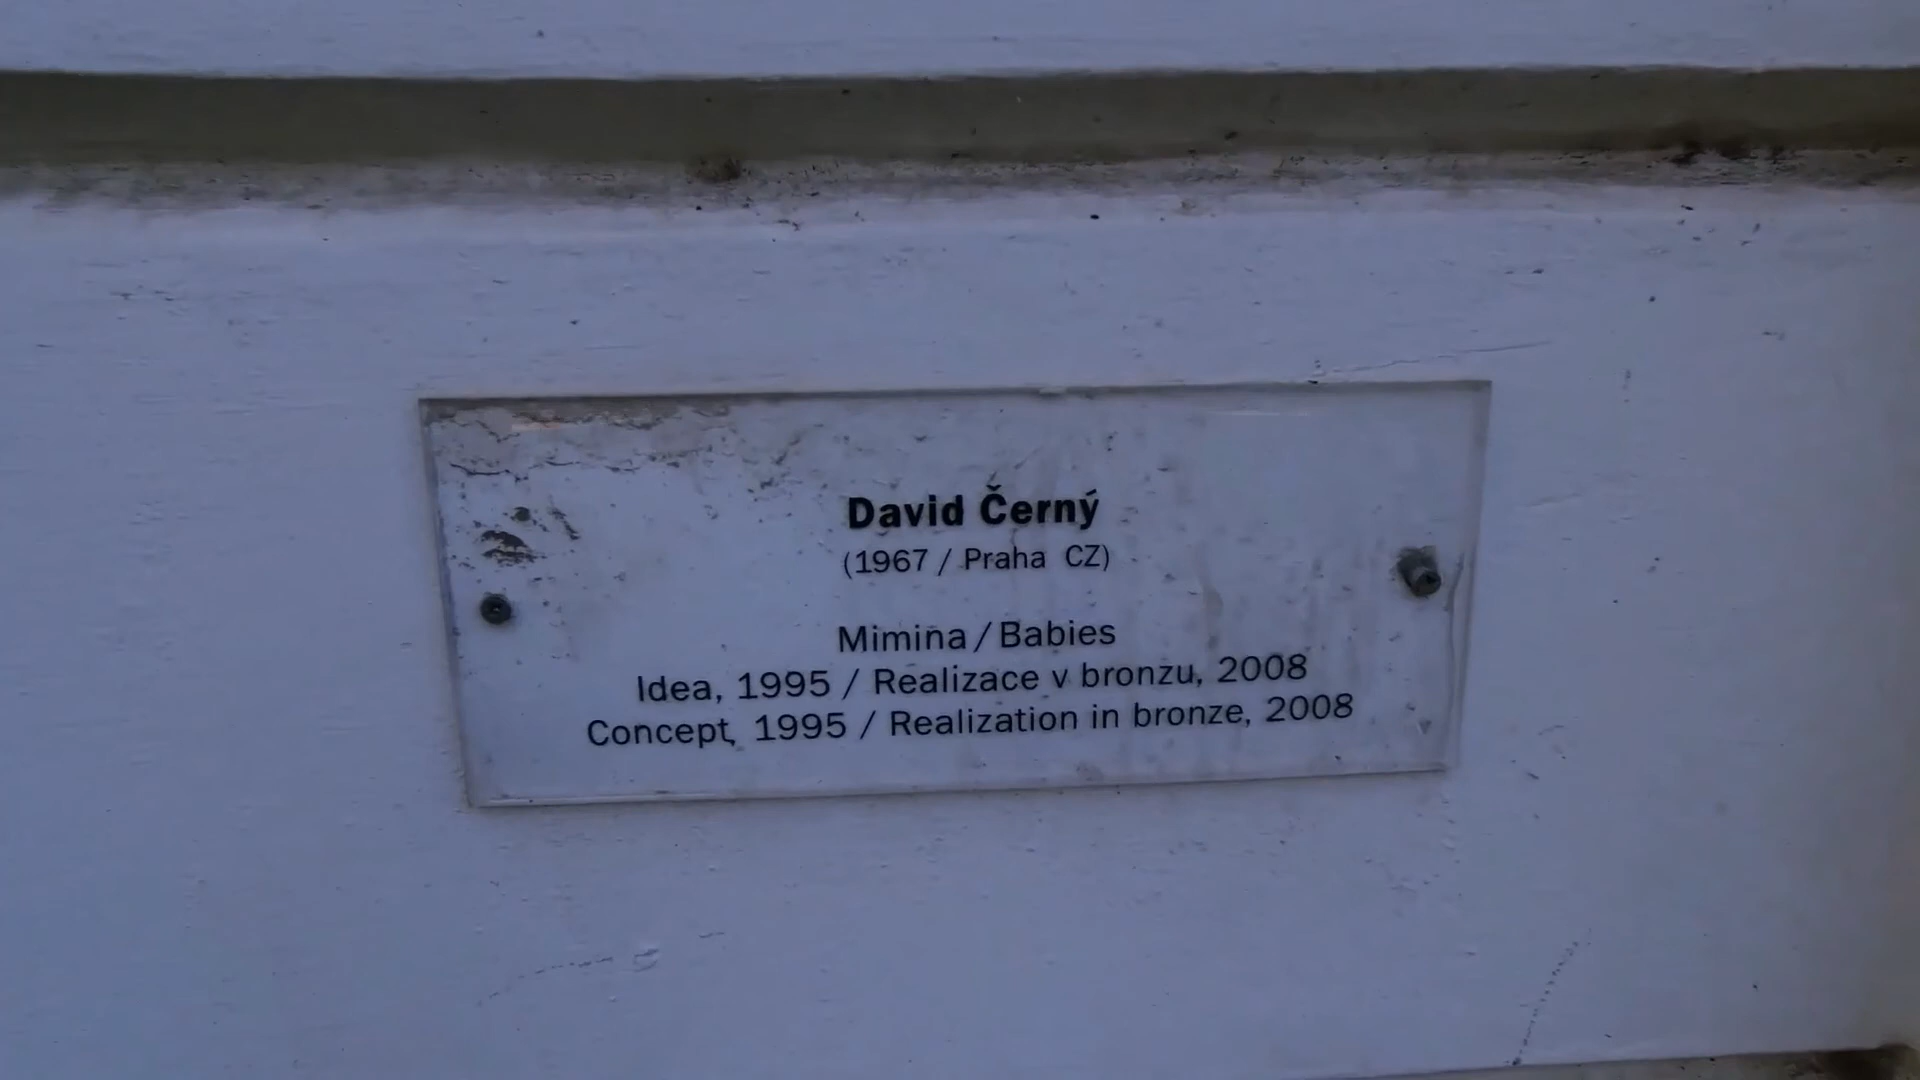 David Černý
(1967 / Praha CZ)
Mimina / Babies
Idea, 1995 / Realizace v bronzu, 2008
Concept, 1995 / Realization in bronze, 2008